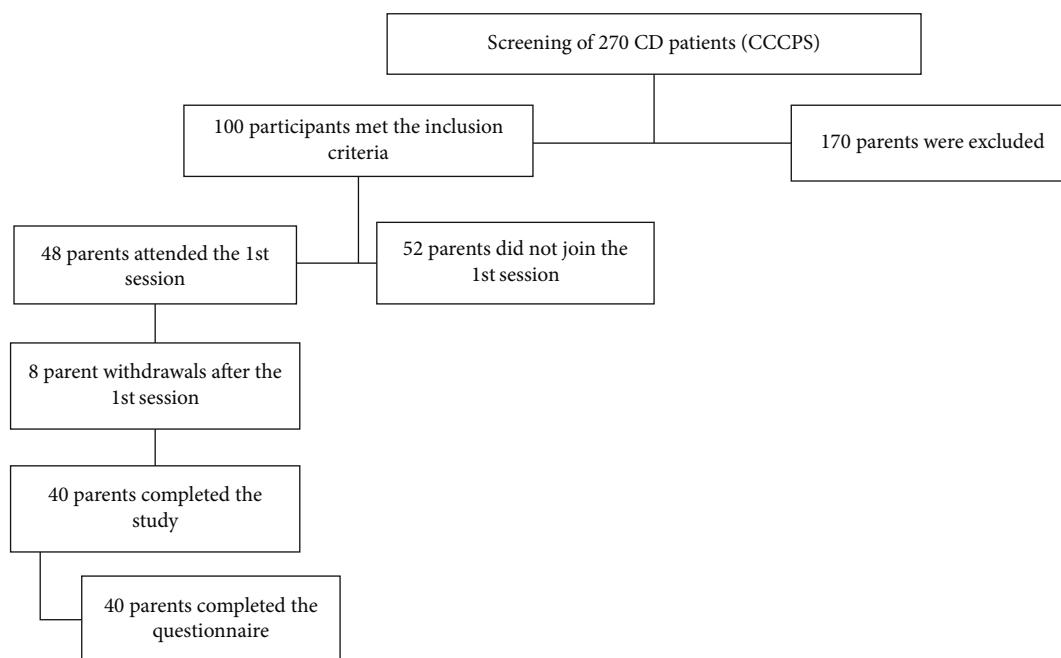 Screening of 270 CD patients (CCCPS)
100 participants met the inclusion
criteria
170 parents were excluded
48 parents attended the 1st
session
52 parents did not join the
1st session
8 parent withdrawals after the
1st session
40 parents completed the
study
40 parents completed the
questionnaire